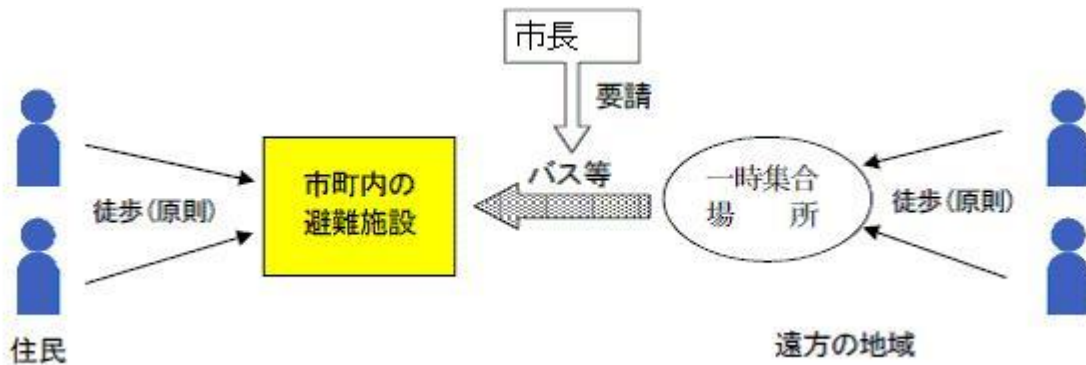 市長
要請
バス等
市町内の
避難施設
一時集合
場　　所
徒歩(原則)
徒歩(原則)
住民
遠方の地域